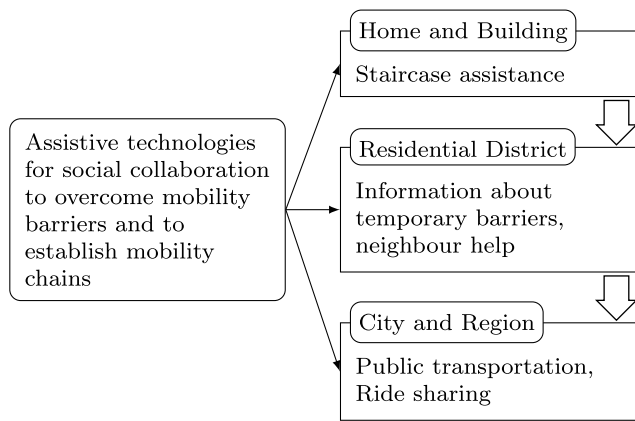 Home and Building
Staircase assistance
Assistive technologies
for social collaboration
to overcome mobility
barriers and to
establish mobility
chains
Residential District
Information about
temporary barriers,
neighbour help
City and Region
Public transportation,
Ride sharing